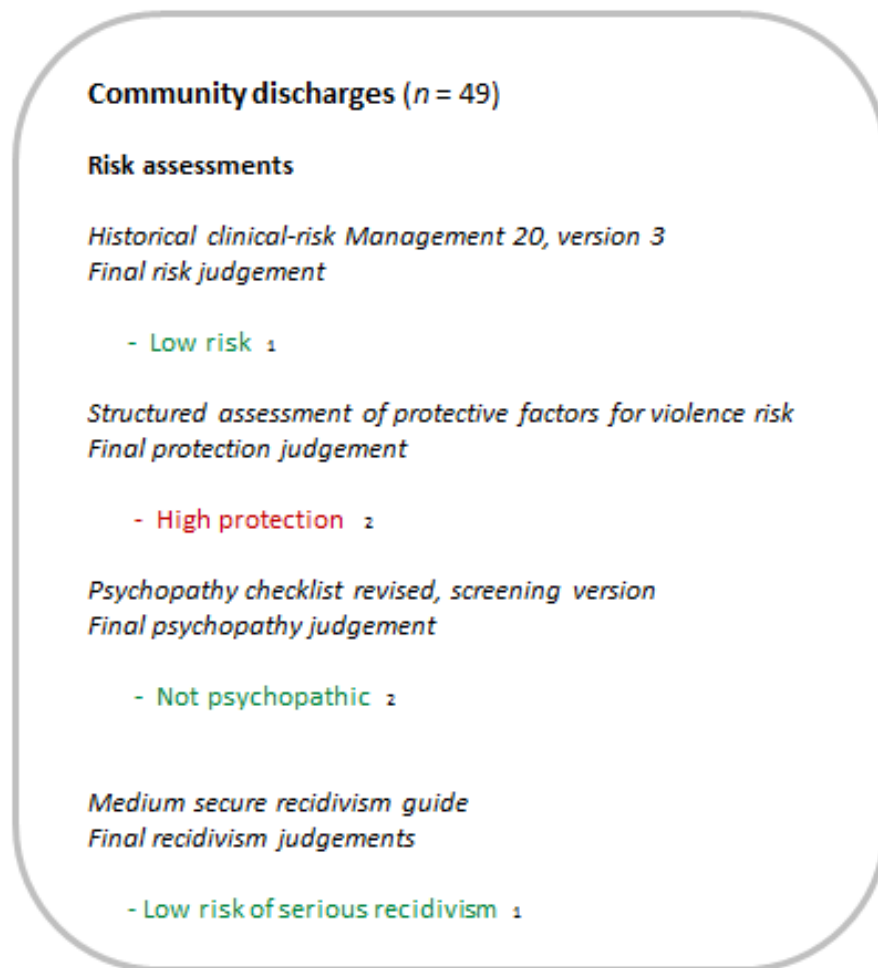 Community discharges (n = 49)
Risk assessments
Historical clinical-risk Management 20, version 3
Final risk judgement
- Low risk 1
Structured assessment of protective factors for violence risk
Final protection judgement
- High protection 2
Psychopathy checklist revised, screening version
Final psychopathy judgement
- Not psychopathic 2
Medium secure recidivism guide
Final recidivism judgements
- Low risk of serious recidivism 1